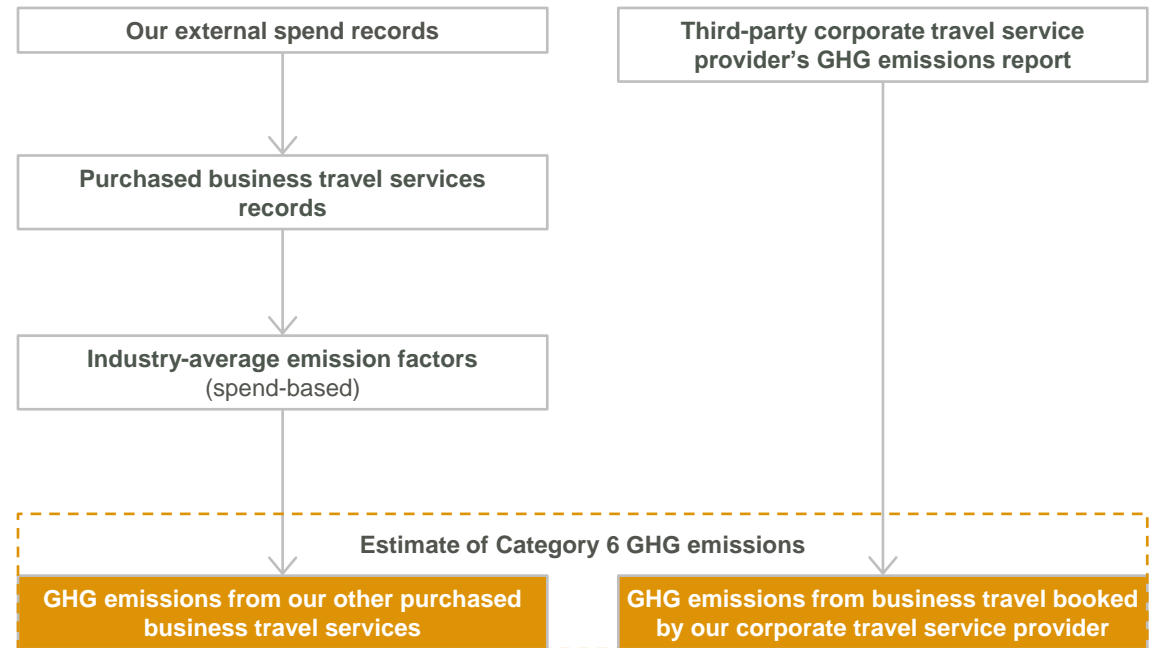 Our external spend records
Third-party corporate travel service
provider’s GHG emissions report
Purchased business travel services
records
Industry-average emission factors
(spend-based)
Estimate of Category 6 GHG emissions
GHG emissions from our other purchased
business travel services
GHG emissions from business travel booked
by our corporate travel service provider